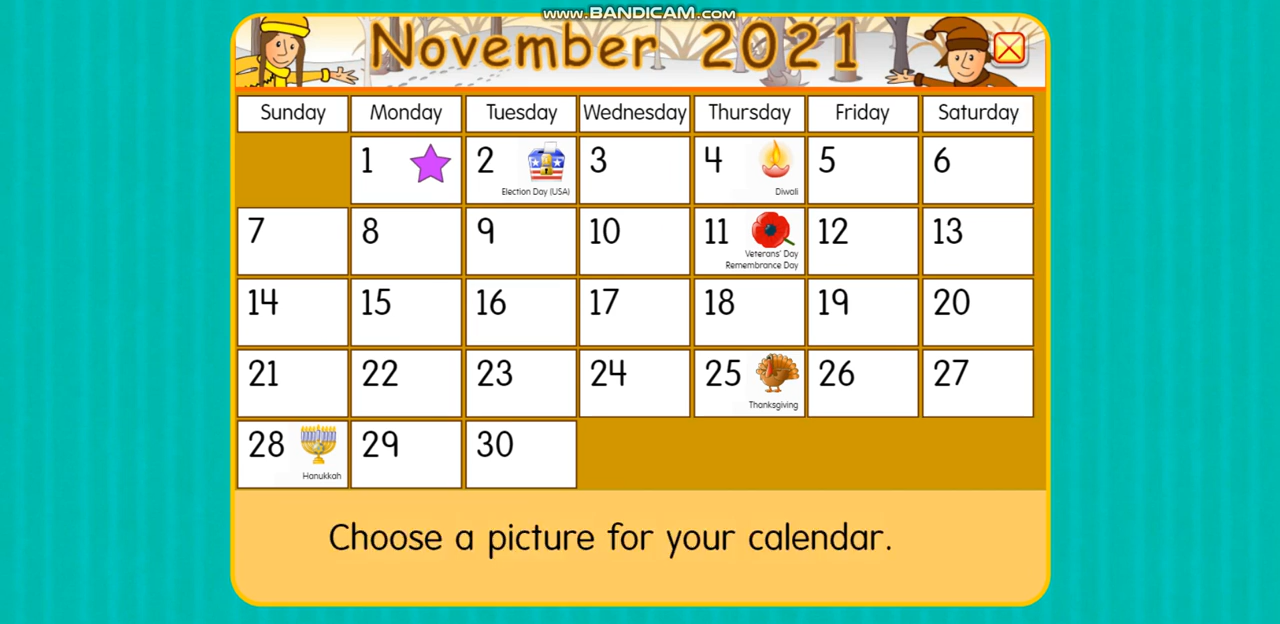 www.BANDICAM.com
November 2021
Sunday Monday Tuesday Wednesday Thursday Friday Saturday
1 2 3 4 5 6
Election Day (USA) Diwali
7 8 9 10 11 12 13
Veterans' Day
Remembrance Day
14 15 16 17 18 19 20
21 22 23 24 25 26 27
Thanksgiving
28 29 30
Hanukkah
Choose a picture for your calendar.